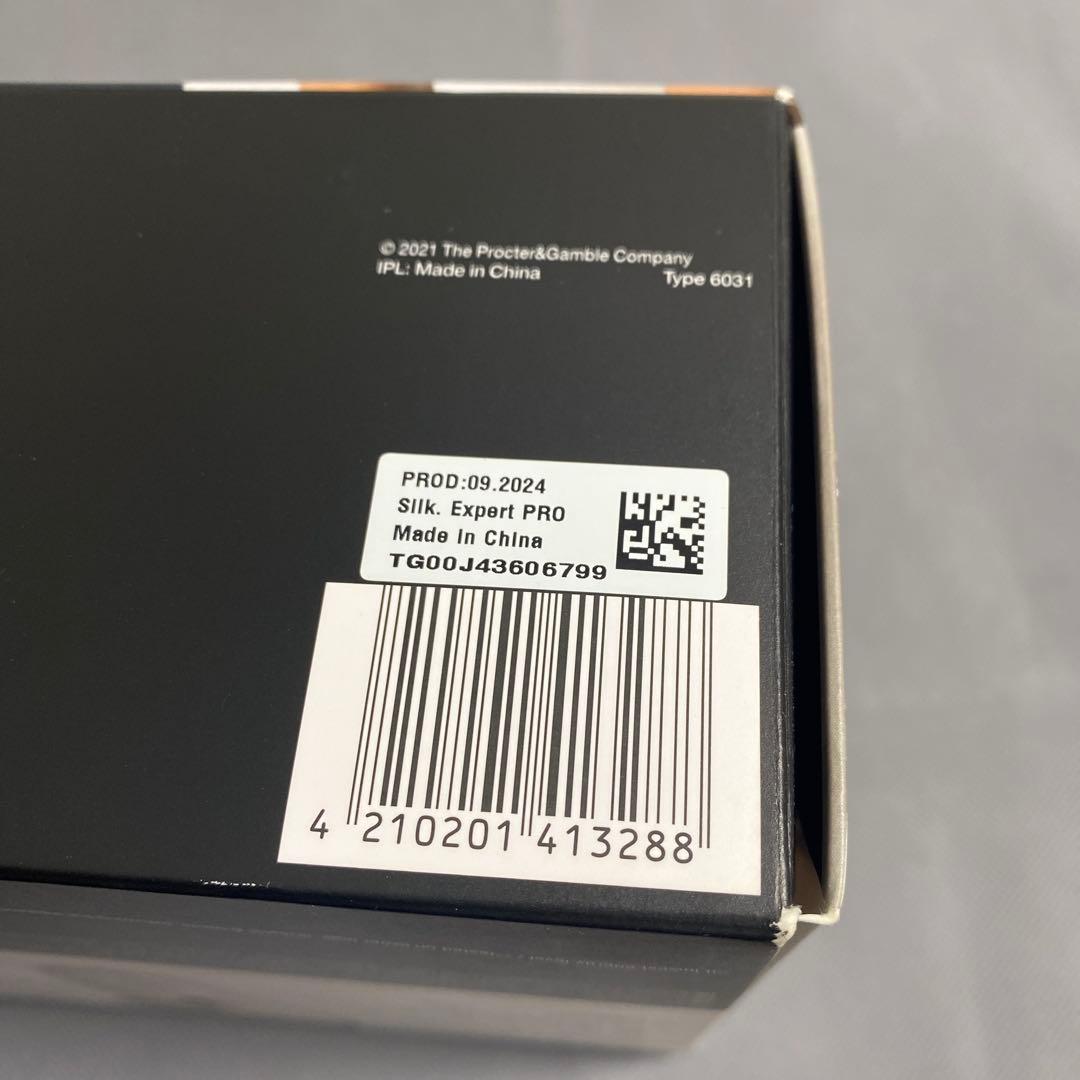 © 2021 The Procter&Gamble Company
IPL: Made in China
Type 6031
PROD:09.2024
Silk. Expert PRO
Made in China
TG00J43606799
4 210201 413288